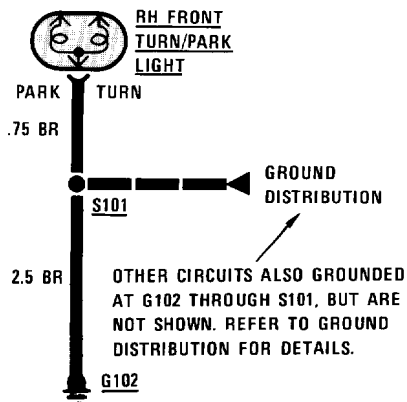 RH FRONT
TURN/PARK
LIGHT
PARK TURN
.75 BR
GROUND
DISTRIBUTION
S101
2.5 BR
OTHER CIRCUITS ALSO GROUNDED
AT G102 THROUGH S101, BUT ARE
NOT SHOWN. REFER TO GROUND
DISTRIBUTION FOR DETAILS.
G102